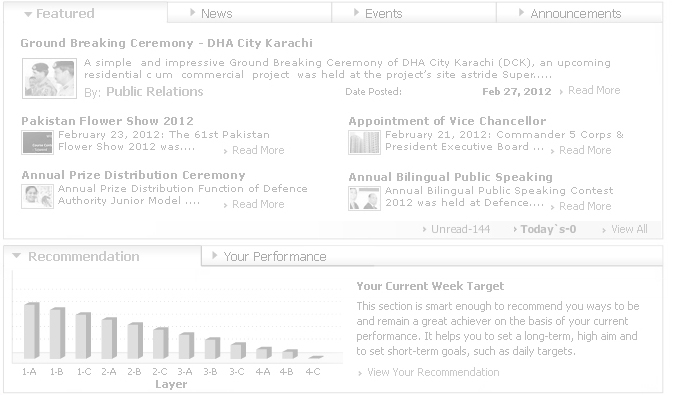 Featured News Events Announcements
Ground Breaking Ceremony - DHA City Karachi
A simple and impressive Ground Breaking Ceremony of DHA City Karachi (DCK), an upcoming
residential c um commercial project was held at the project's site astride Super.....
By: Public Relations Date Posted: Feb 27, 2012 Read More
Pakistan Flower Show 2012
February 23, 2012: The 61st Pakistan
Flower Show 2012 was.... Read More
Appointment of Vice Chancellor
February 21, 2012: Commander 5 Corps &
President Executive Board ... Read More
Annual Prize Distribution Ceremony
Annual Prize Distribution Function of Defence
Authority Junior Model .... Read More
Annual Bilingual Public Speaking
Annual Bilingual Public Speaking Contest
2012 was held at Defence.... Read More
Unread-144 Today`s-0 View All
Recommendation Your Performance
1-A 1-B 1-C 2-A 2-B 2-C 3-A 3-B 3-C 4-A 4-B 4-C
Layer
Your Current Week Target
This section is smart enough to recommend you ways to be
and remain a great achiever on the basis of your current
performance. It helps you to set a long-term, high aim and
to set short-term goals, such as daily targets.
View Your Recommendation